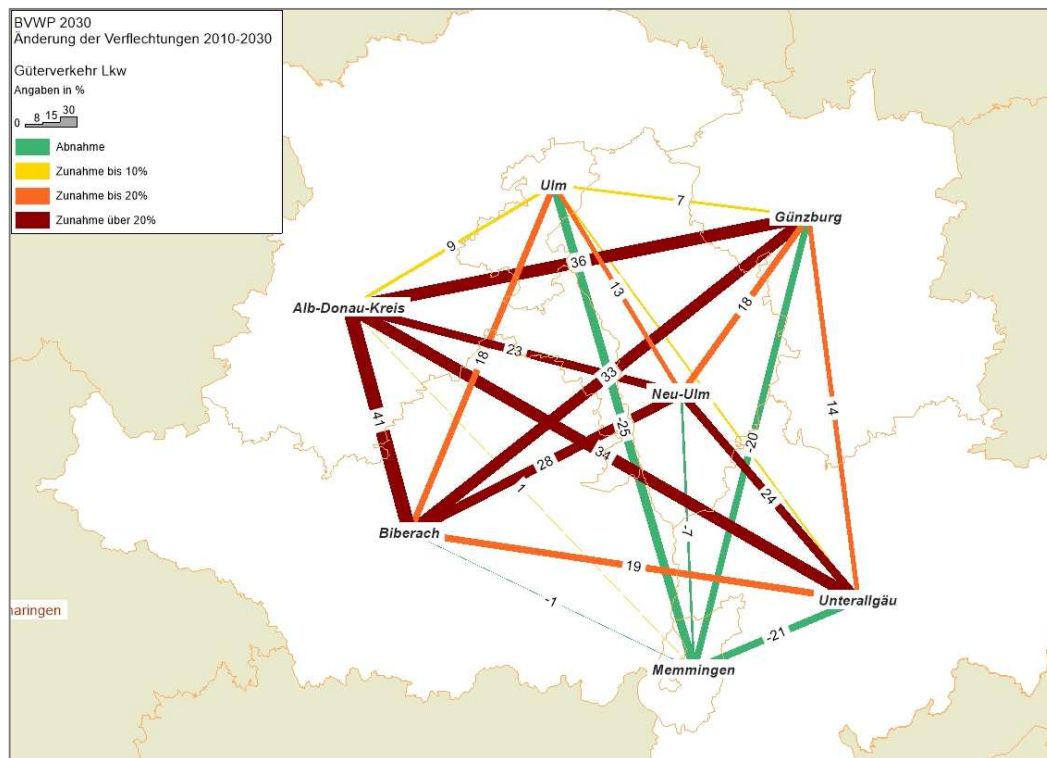 BVWP 2030
Änderung der Verflechtungen 2010-2030
Güterverkehr Lkw
Angaben in %
0 8 15 30
Abnahme
Zunahme bis 10%
Zunahme bis 20%
Zunahme über 20%
Ulm
7
Günzburg
9
36
Alb-Donau-Kreis
13
18
23
18
33
Neu-Ulm
41
-25
14
34
-20
28
1
24
Biberach
-7
19
-1
Unterallgäu
haringen
-21
Memmingen